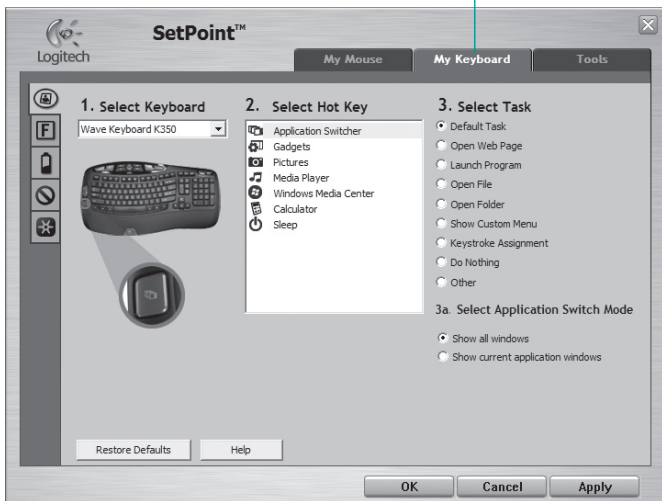 Logitech
SetPoint™
My Mouse
My Keyboard
Tools
1. Select Keyboard
Wave Keyboard K350
2. Select Hot Key
Application Switcher
Gadgets
Pictures
Media Player
Windows Media Center
Calculator
Sleep
3. Select Task
Default Task
Open Web Page
Launch Program
Open File
Open Folder
Show Custom Menu
Keystroke Assignment
Do Nothing
Other
3a. Select Application Switch Mode
Show all windows
Show current application windows
F
Restore Defaults
Help
OK
Cancel
Apply